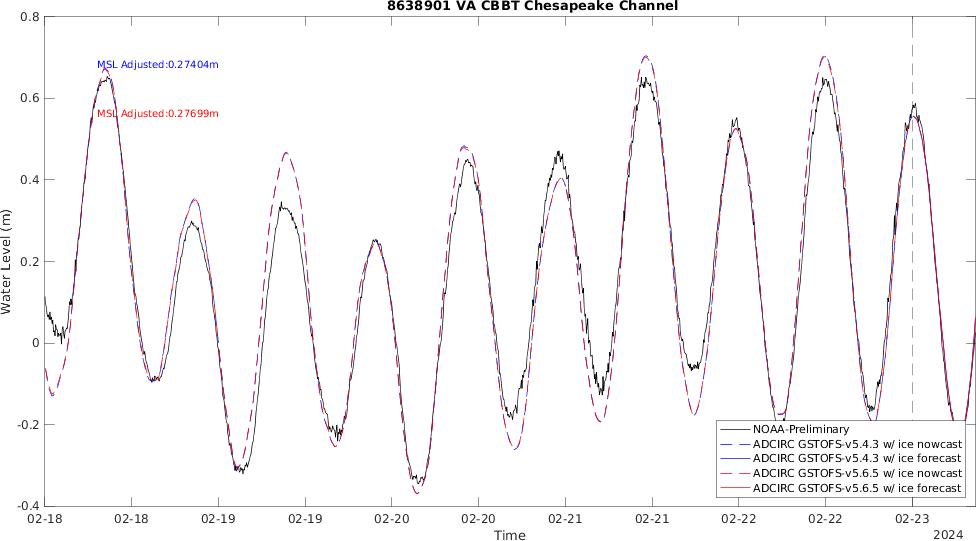 8638901 VA CBBT Chesapeake Channel
0.8
0.6
0.4
0.2
0
-0.2
-0.4
Water Level (m)
MSL Adjusted:0.27404m
MSL Adjusted:0.27699m
NOAA-Preliminary
ADCIRC GSTOFS-v5.4.3 w/ ice nowcast
ADCIRC GSTOFS-v5.4.3 w/ ice forecast
ADCIRC GSTOFS-v5.6.5 w/ ice nowcast
ADCIRC GSTOFS-v5.6.5 w/ ice forecast
02-18 02-18 02-19 02-19 02-20 02-20 02-21 02-21 02-22 02-22 02-23
Time
2024